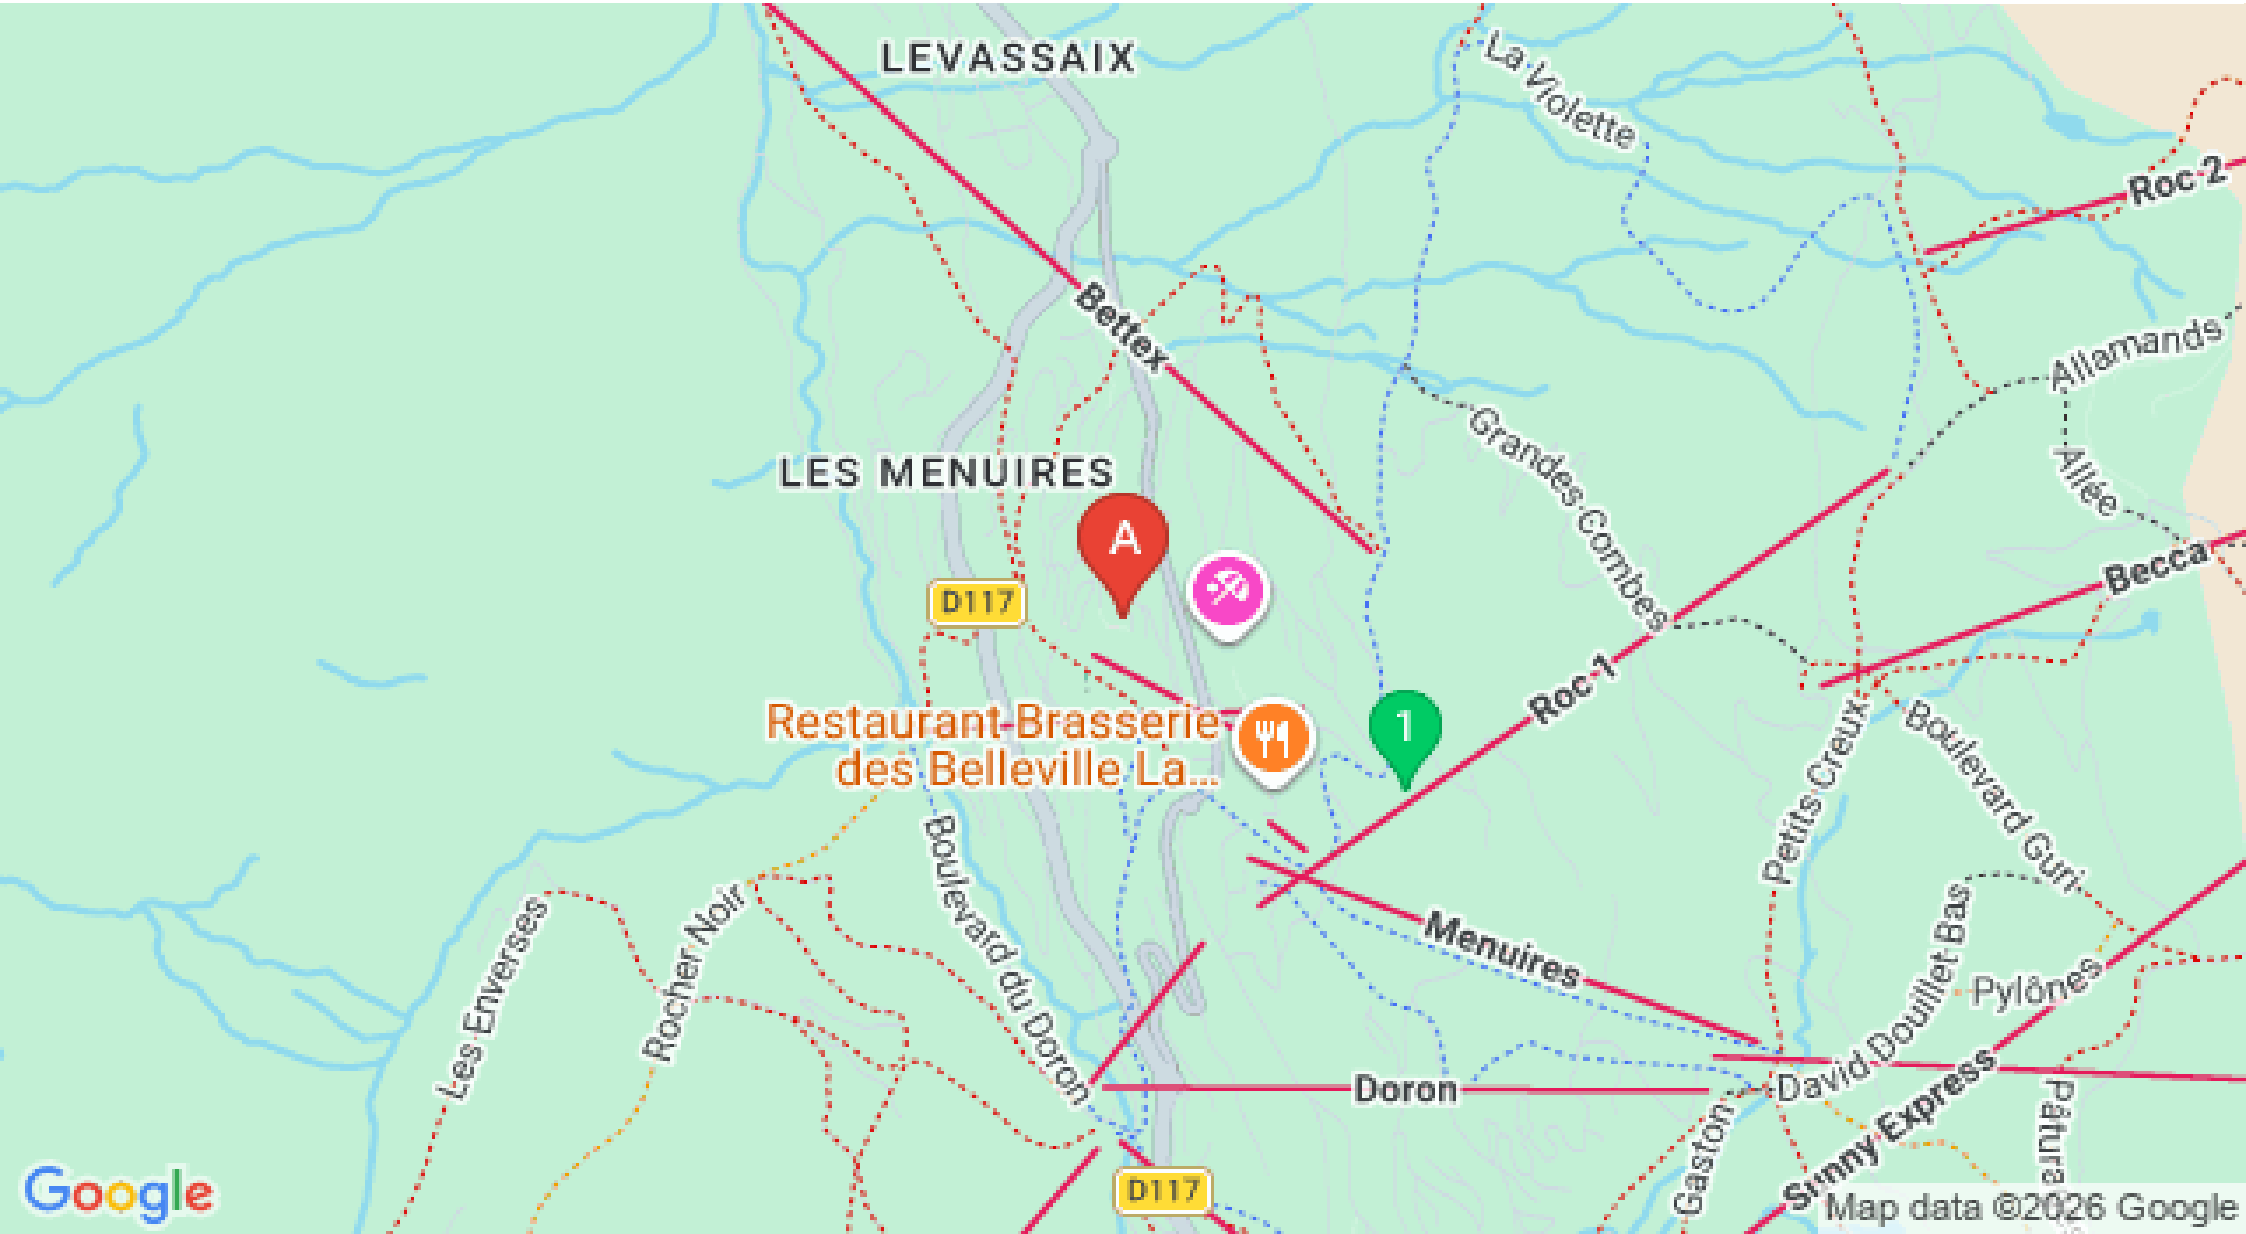 LEVASSAIX
La Violette
Roc 2
Bettex
Allamands
Grandes Combes
LES MENUIRES
Allée
A
Becca
D117
Roc 1
1
Restaurant Brasserie
des Belleville La...
Petits Creux
Boulevard Guri
Boulevard du Doron
Rocher Noir
Les Enverses
Menuires
David Douillet Bas
Pylônes
Doron
Sunny Express
Gaston
Pâtura
D117
Google
Map data ©2026 Google